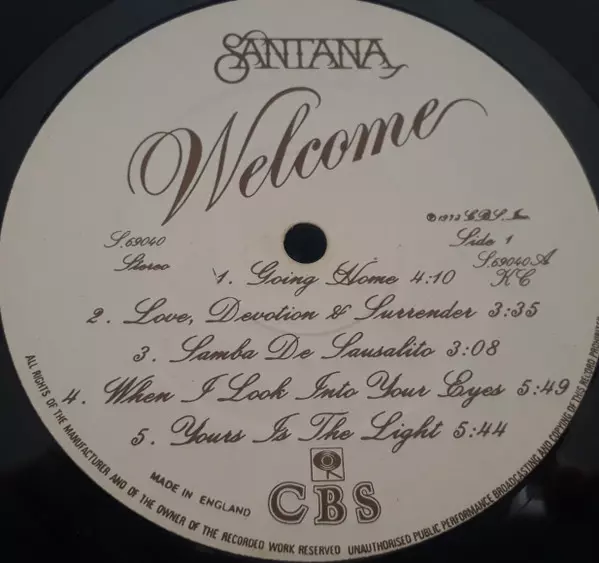 SANTANA
Welcome
℗1973 CBS. Inc.
S.69040
Stereo
Side 1
S.69040 A
KC
1. Going Home 4:10
2. Love, Devotion & Surrender 3:35
3. Samba De Sausalito 3:08
4. When I Look Into Your Eyes 5:49
5. Yours Is The Light 5:44
MADE IN ENGLAND
CBS
ALL RIGHTS OF THE MANUFACTURER AND OF THE OWNER OF THE RECORDED WORK RESERVED UNAUTHORISED PUBLIC PERFORMANCE BROADCASTING AND COPYING OF THIS RECORD PROHIBITED